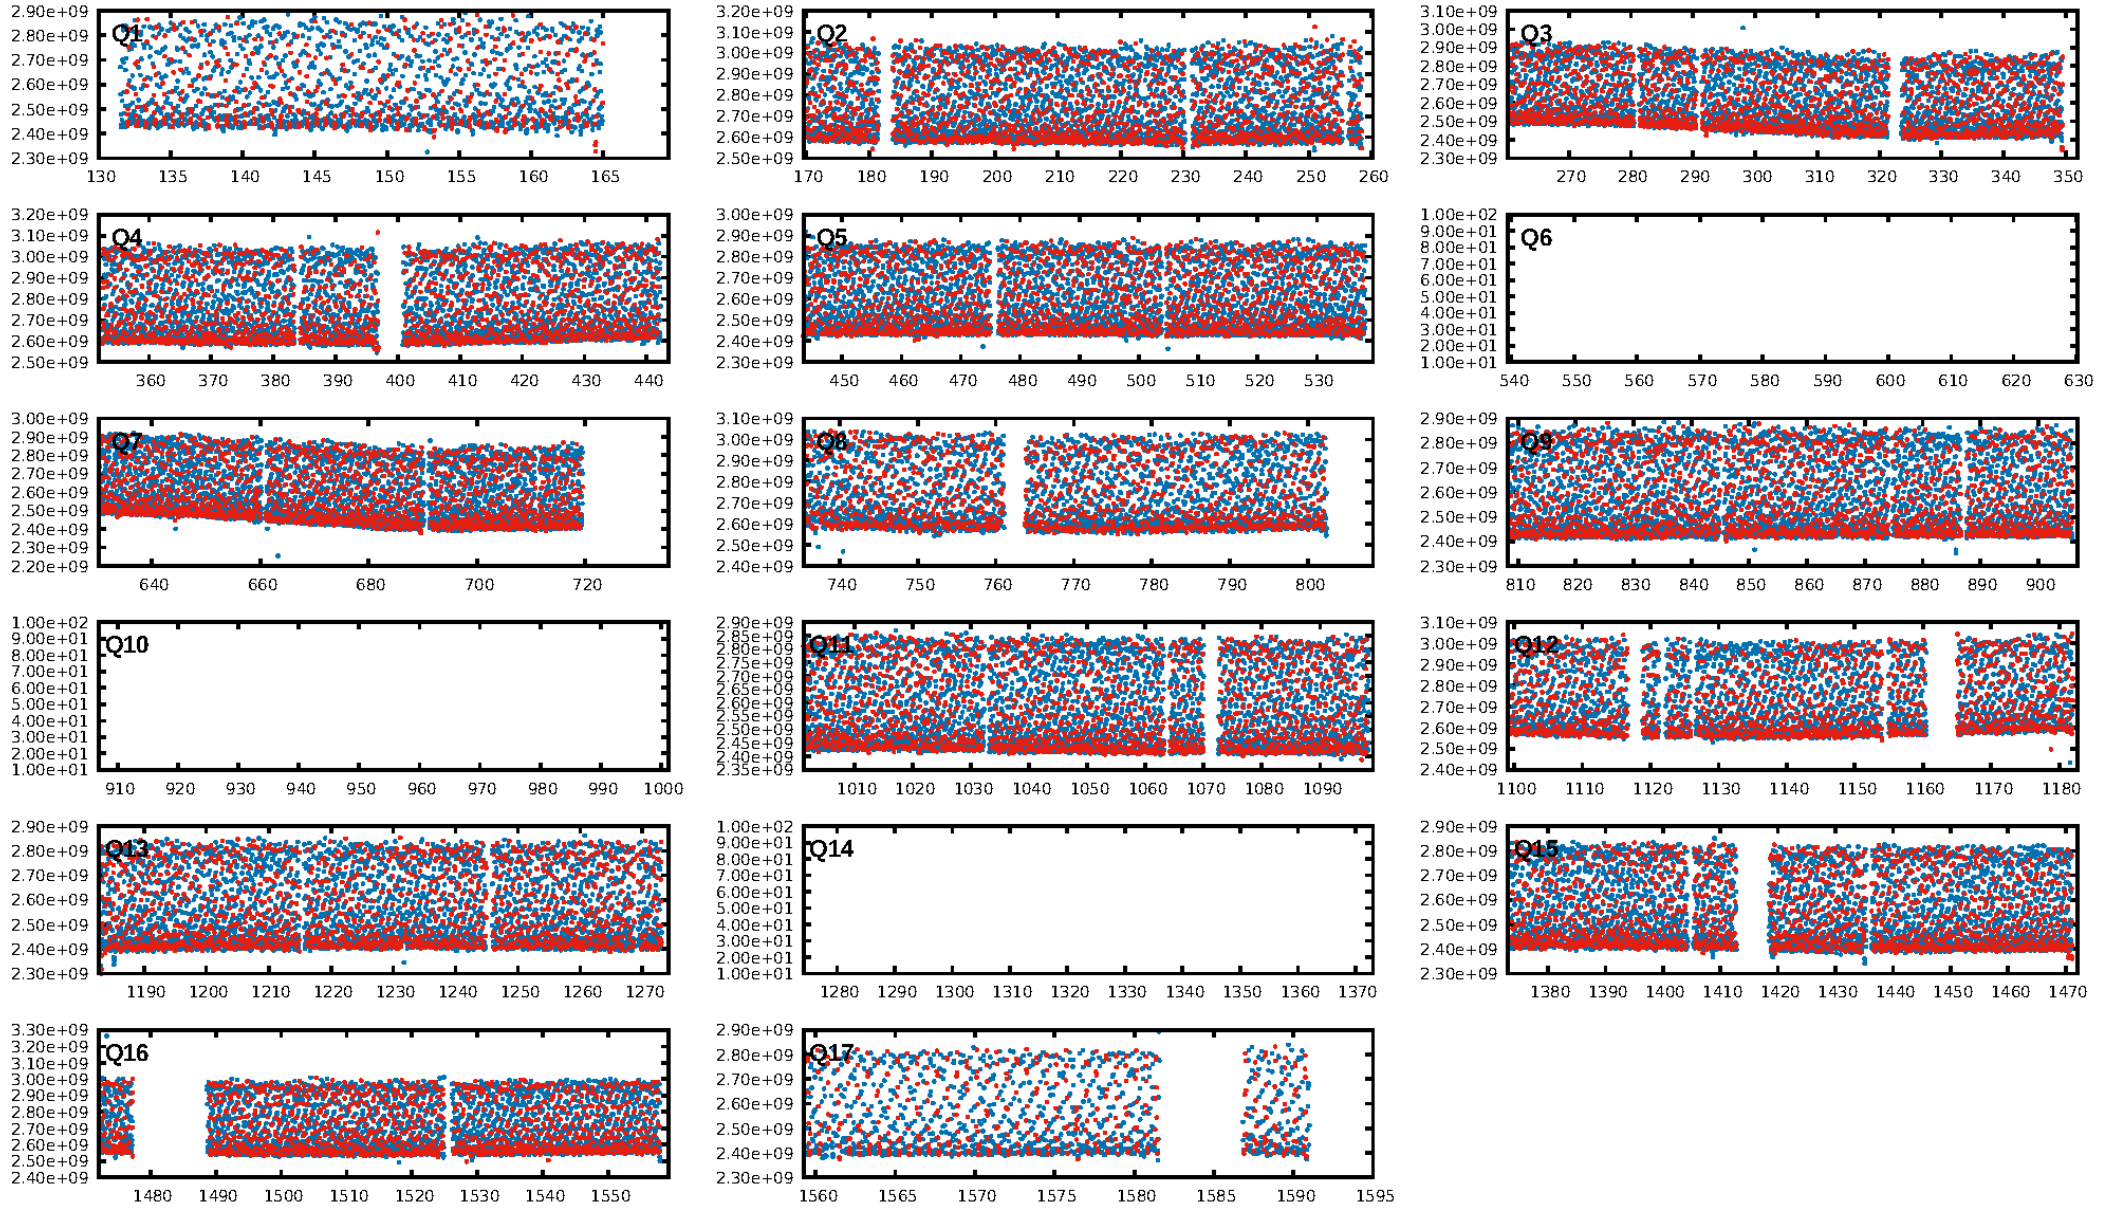 2.90e+09
2.80e+09
2.70e+09
2.60e+09
2.50e+09
2.40e+09
2.30e+09
Q1
130 135 140 145 150 155 160 165
3.20e+09
3.10e+09
3.00e+09
2.90e+09
2.80e+09
2.70e+09
2.60e+09
2.50e+09
Q2
170 180 190 200 210 220 230 240 250 260
3.10e+09
3.00e+09
2.90e+09
2.80e+09
2.70e+09
2.60e+09
2.50e+09
2.40e+09
2.30e+09
Q3
270 280 290 300 310 320 330 340 350
3.20e+09
3.10e+09
3.00e+09
2.90e+09
2.80e+09
2.70e+09
2.60e+09
2.50e+09
Q4
360 370 380 390 400 410 420 430 440
3.00e+09
2.90e+09
2.80e+09
2.70e+09
2.60e+09
2.50e+09
2.40e+09
2.30e+09
Q5
450 460 470 480 490 500 510 520 530
1.00e+02
9.00e+01
8.00e+01
7.00e+01
6.00e+01
5.00e+01
4.00e+01
3.00e+01
2.00e+01
1.00e+01
Q6
540 550 560 570 580 590 600 610 620 630
3.00e+09
2.90e+09
2.80e+09
2.70e+09
2.60e+09
2.50e+09
2.40e+09
2.30e+09
2.20e+09
Q7
640 660 680 700 720
3.10e+09
3.00e+09
2.90e+09
2.80e+09
2.70e+09
2.60e+09
2.50e+09
2.40e+09
Q8
740 750 760 770 780 790 800
2.90e+09
2.80e+09
2.70e+09
2.60e+09
2.50e+09
2.40e+09
2.30e+09
Q9
810 820 830 840 850 860 870 880 890 900
1.00e+02
9.00e+01
8.00e+01
7.00e+01
6.00e+01
5.00e+01
4.00e+01
3.00e+01
2.00e+01
1.00e+01
Q10
910 920 930 940 950 960 970 980 990 1000
2.90e+09
2.85e+09
2.80e+09
2.75e+09
2.70e+09
2.65e+09
2.60e+09
2.55e+09
2.50e+09
2.45e+09
2.40e+09
2.35e+09
Q11
1010 1020 1030 1040 1050 1060 1070 1080 1090
3.10e+09
3.00e+09
2.90e+09
2.80e+09
2.70e+09
2.60e+09
2.50e+09
2.40e+09
Q12
1100 1110 1120 1130 1140 1150 1160 1170 1180
2.90e+09
2.80e+09
2.70e+09
2.60e+09
2.50e+09
2.40e+09
2.30e+09
Q13
1190 1200 1210 1220 1230 1240 1250 1260 1270
1.00e+02
9.00e+01
8.00e+01
7.00e+01
6.00e+01
5.00e+01
4.00e+01
3.00e+01
2.00e+01
1.00e+01
Q14
1280 1290 1300 1310 1320 1330 1340 1350 1360 1370
2.90e+09
2.80e+09
2.70e+09
2.60e+09
2.50e+09
2.40e+09
2.30e+09
Q15
1380 1390 1400 1410 1420 1430 1440 1450 1460 1470
3.30e+09
3.20e+09
3.10e+09
3.00e+09
2.90e+09
2.80e+09
2.70e+09
2.60e+09
2.50e+09
2.40e+09
Q16
1480 1490 1500 1510 1520 1530 1540 1550
2.90e+09
2.80e+09
2.70e+09
2.60e+09
2.50e+09
2.40e+09
2.30e+09
Q17
1560 1565 1570 1575 1580 1585 1590 1595